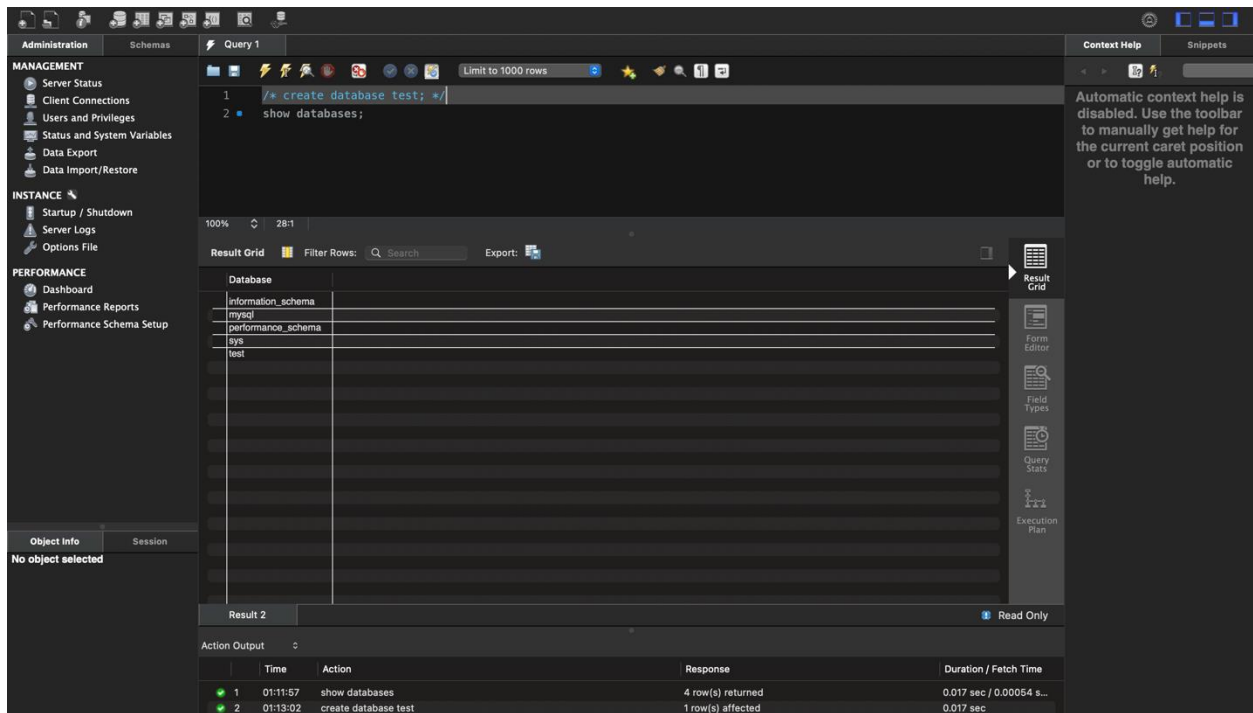 Administration
Schemas
Query 1
Context Help
Snippets
MANAGEMENT
Server Status
Client Connections
Users and Privileges
Status and System Variables
Data Export
Data Import/Restore
INSTANCE
Startup / Shutdown
Server Logs
Options File
PERFORMANCE
Dashboard
Performance Reports
Performance Schema Setup
Object Info
Session
No object selected
Limit to 1000 rows
1 /* create database test; */
2 show databases;
100% 28:1
Result Grid Filter Rows: Search Export:
Database
information_schema
mysql
performance_schema
sys
test
Result
Grid
Form
Editor
Field
Types
Query
Stats
Execution
Plan
Result 2
Read Only
Action Output
Time Action Response Duration / Fetch Time
1 01:11:57 show databases 4 row(s) returned 0.017 sec / 0.00054 s...
2 01:13:02 create database test 1 row(s) affected 0.017 sec
Automatic context help is
disabled. Use the toolbar
to manually get help for
the current caret position
or to toggle automatic
help.